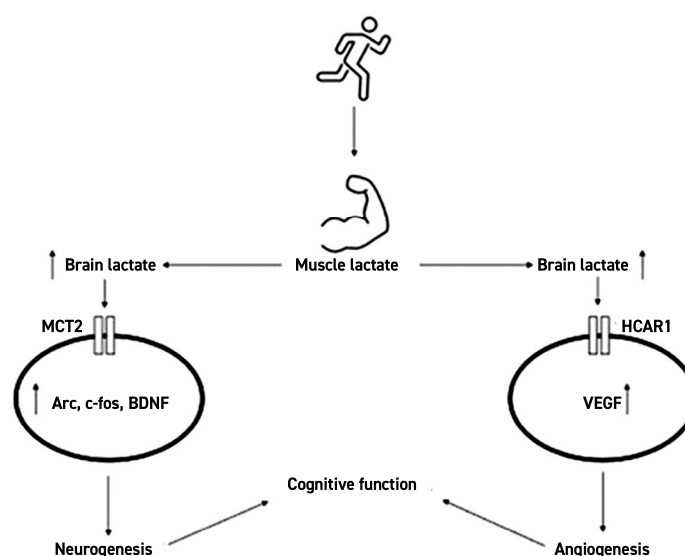 Brain lactate
Muscle lactate
Brain lactate
MCT2
HCAR1
Arc, c-fos, BDNF
VEGF
Cognitive function
Neurogenesis
Angiogenesis